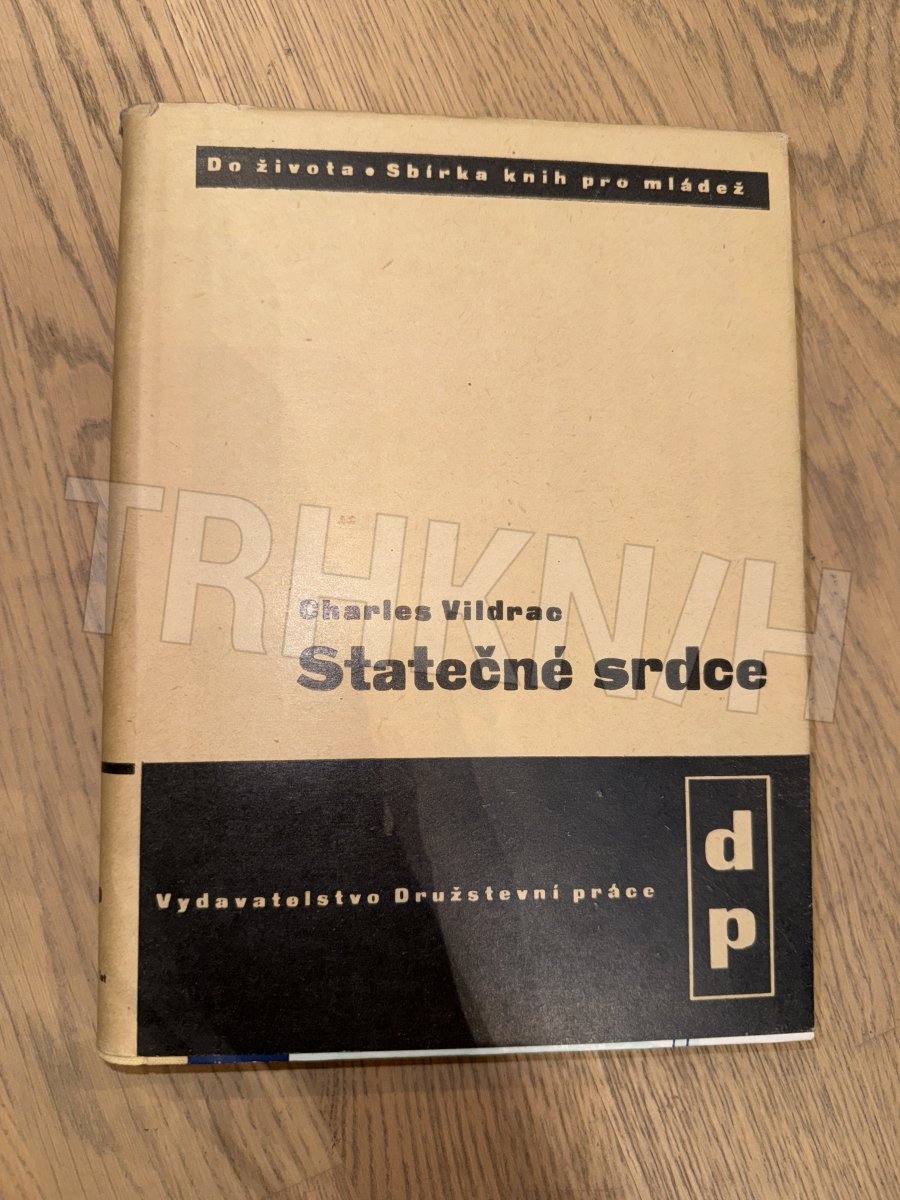 Do života • Sbírka knih pro mládež
TRHKNIH
Charles Vildrac
Statečné srdce
d
p
Vydavatelstvo Družstevní práce